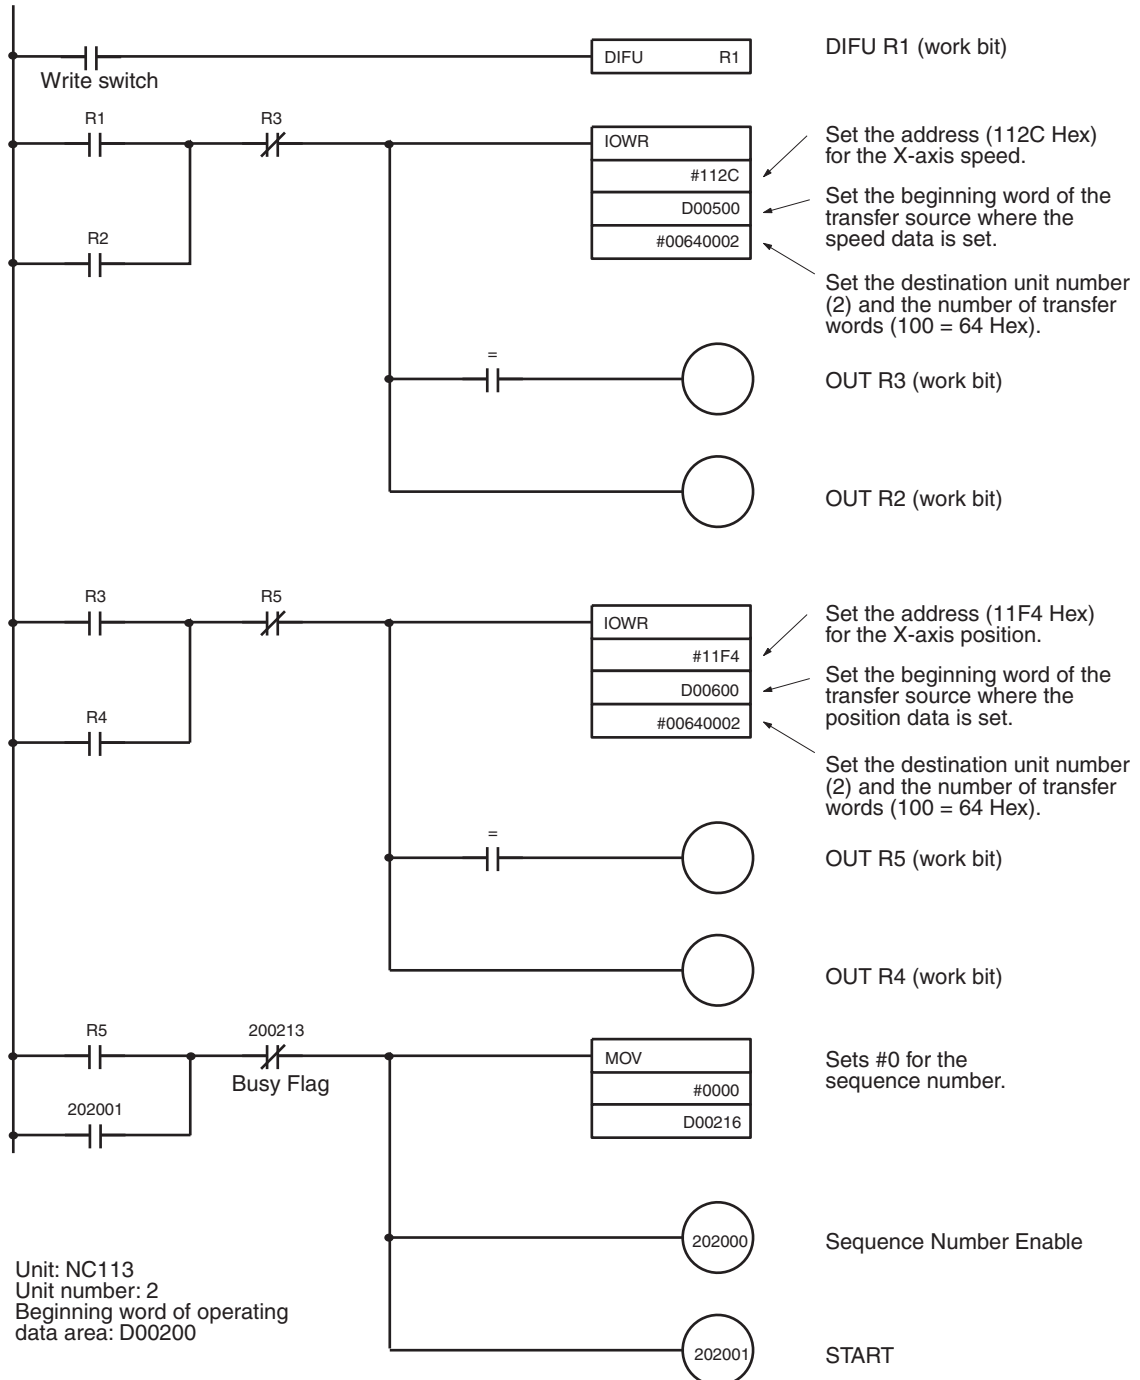 DIFU R1
DIFU R1 (work bit)
Write switch
R1
R3
IOWR
#112C
D00500
#00640002
Set the address (112C Hex)
for the X-axis speed.
Set the beginning word of the
transfer source where the
speed data is set.
R2
Set the destination unit number
(2) and the number of transfer
words (100 = 64 Hex).
=
OUT R3 (work bit)
OUT R2 (work bit)
R3
R5
IOWR
#11F4
D00600
#00640002
Set the address (11F4 Hex)
for the X-axis position.
Set the beginning word of the
transfer source where the
position data is set.
R4
Set the destination unit number
(2) and the number of transfer
words (100 = 64 Hex).
=
OUT R5 (work bit)
OUT R4 (work bit)
R5
200213
Busy Flag
MOV
#0000
D00216
Sets #0 for the
sequence number.
202001
202000
Sequence Number Enable
Unit: NC113
Unit number: 2
Beginning word of operating
data area: D00200
202001
START